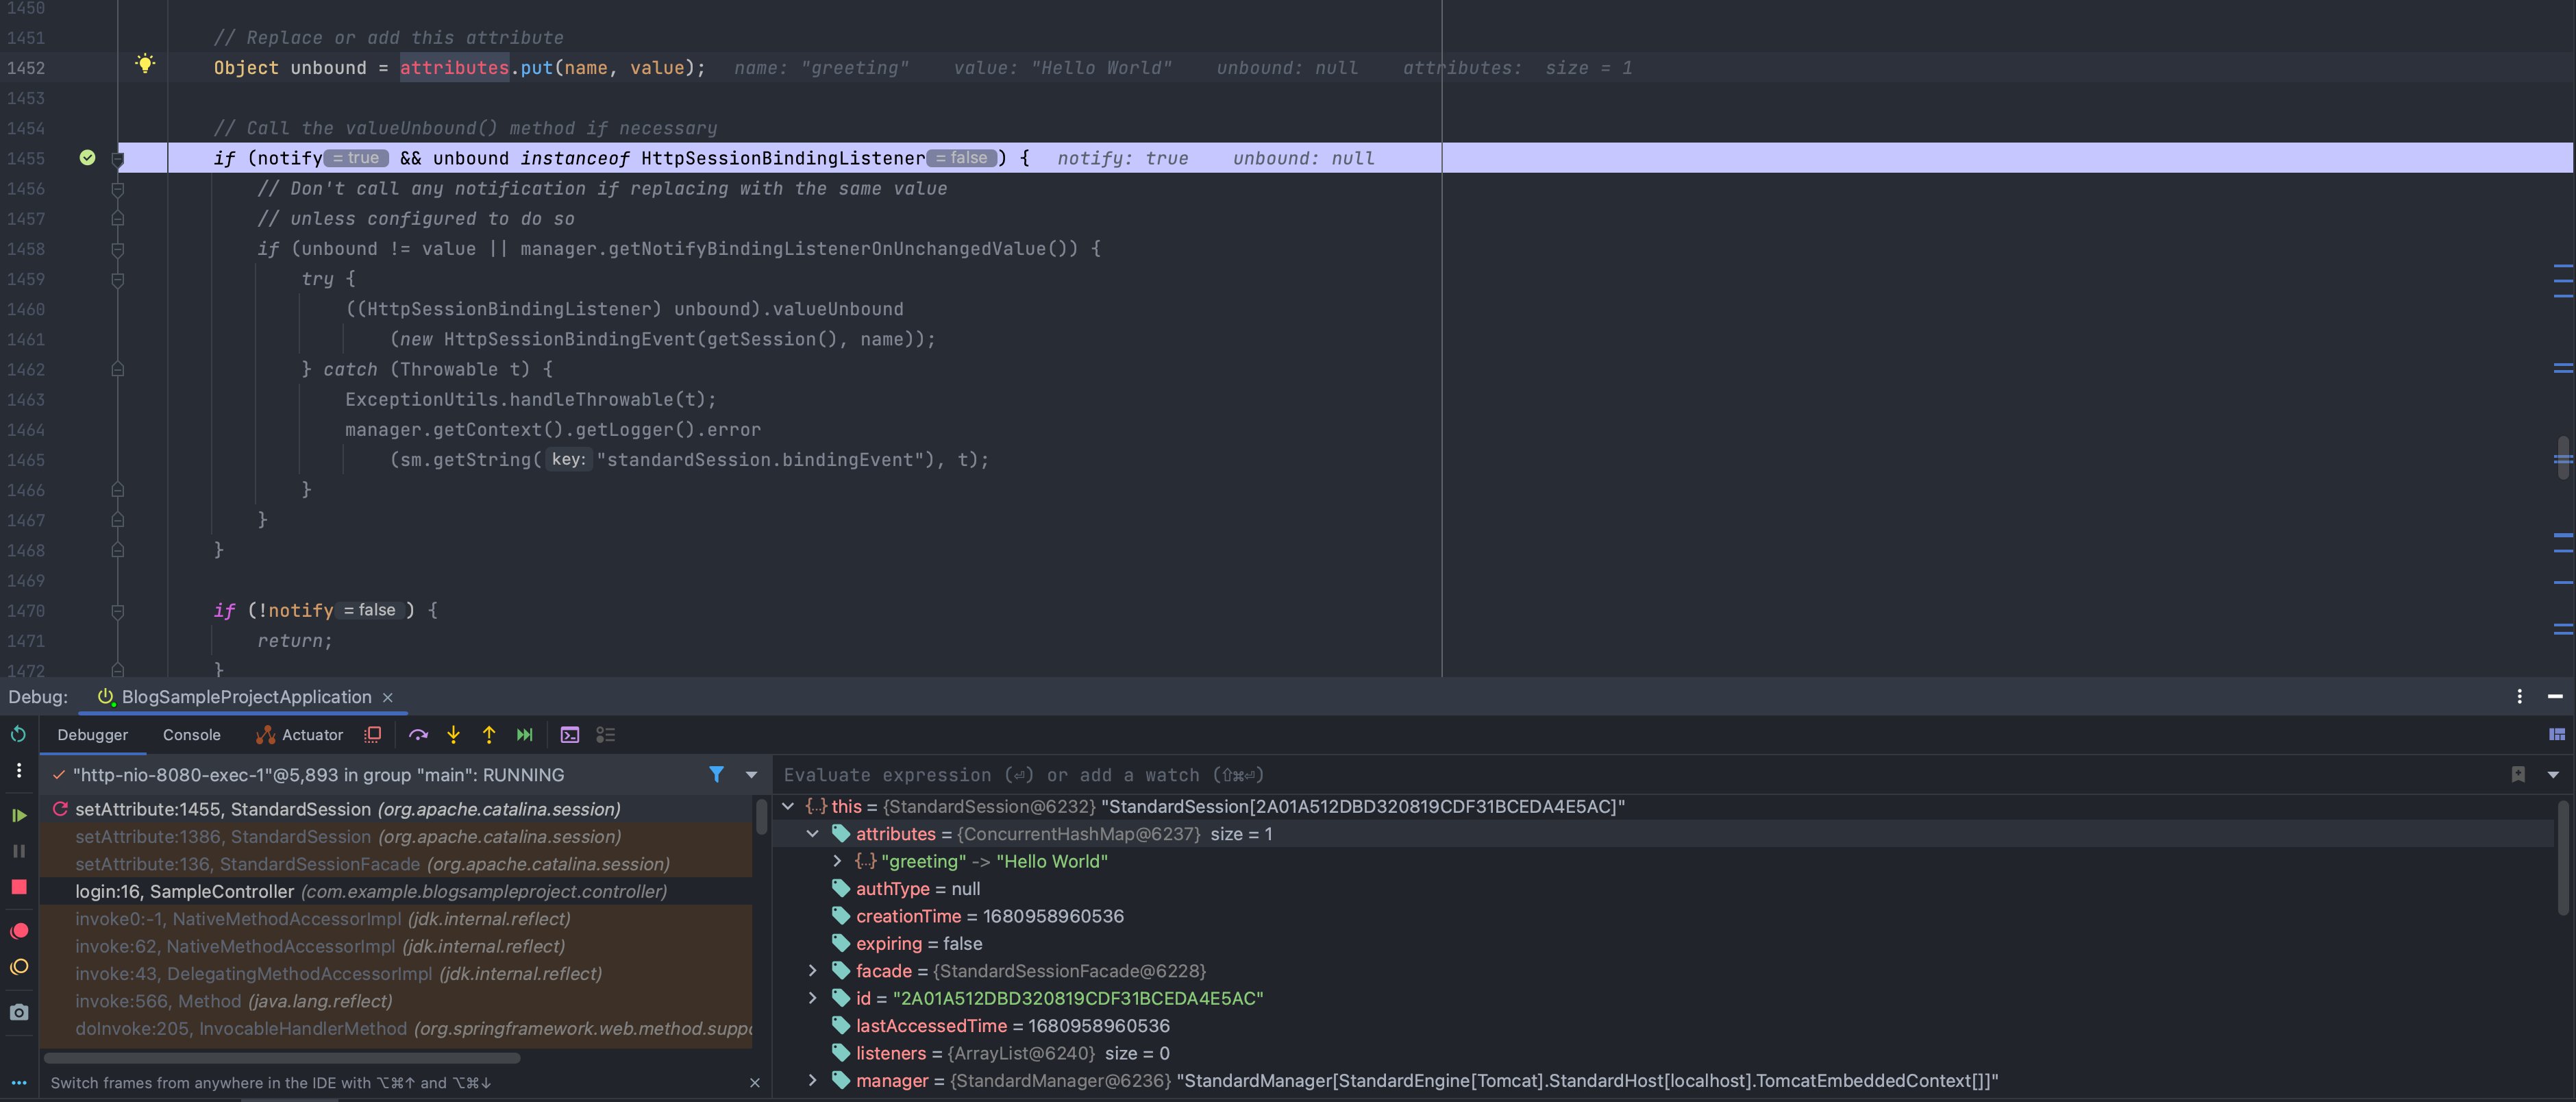 1450
1451 // Replace or add this attribute
1452 Object unbound = attributes.put(name, value); name: "greeting" value: "Hello World" unbound: null attributes: size = 1
1453
1454 // Call the valueUnbound() method if necessary
1455 if (notify = true && unbound instanceof HttpSessionBindingListener = false ) { notify: true unbound: null
1456 // Don't call any notification if replacing with the same value
1457 // unless configured to do so
1458 if (unbound != value || manager.getNotifyBindingListenerOnUnchangedValue()) {
1459 try {
1460 ((HttpSessionBindingListener) unbound).valueUnbound
1461 (new HttpSessionBindingEvent(getSession(), name));
1462 } catch (Throwable t) {
1463 ExceptionUtils.handleThrowable(t);
1464 manager.getContext().getLogger().error
1465 (sm.getString( key: "standardSession.bindingEvent"), t);
1466 }
1467 }
1468 }
1469
1470 if (!notify = false ) {
1471 return;
1472 }
Debug: BlogSampleProjectApplication ×
Debugger Console Actuator
"http-nio-8080-exec-1"@5,893 in group "main": RUNNING
setAttribute:1455, StandardSession (org.apache.catalina.session)
setAttribute:1386, StandardSession (org.apache.catalina.session)
setAttribute:136, StandardSessionFacade (org.apache.catalina.session)
login:16, SampleController (com.example.blogsampleproject.controller)
invoke0:-1, NativeMethodAccessorImpl (jdk.internal.reflect)
invoke:62, NativeMethodAccessorImpl (jdk.internal.reflect)
invoke:43, DelegatingMethodAccessorImpl (jdk.internal.reflect)
invoke:566, Method (java.lang.reflect)
doInvoke:205, InvocableHandlerMethod (org.springframework.web.method.suppo
Switch frames from anywhere in the IDE with ⌥⌘↑ and ⌥⌘↓ ×
Evaluate expression (⏎) or add a watch (⇧⌘⏎)
{...} this = {StandardSession@6232} "StandardSession[2A01A512DBD320819CDF31BCEDA4E5AC]"
attributes = {ConcurrentHashMap@6237} size = 1
{...} "greeting" -> "Hello World"
authType = null
creationTime = 1680958960536
expiring = false
facade = {StandardSessionFacade@6228}
id = "2A01A512DBD320819CDF31BCEDA4E5AC"
lastAccessedTime = 1680958960536
listeners = {ArrayList@6240} size = 0
manager = {StandardManager@6236} "StandardManager[StandardEngine[Tomcat].StandardHost[localhost].TomcatEmbeddedContext[]]"